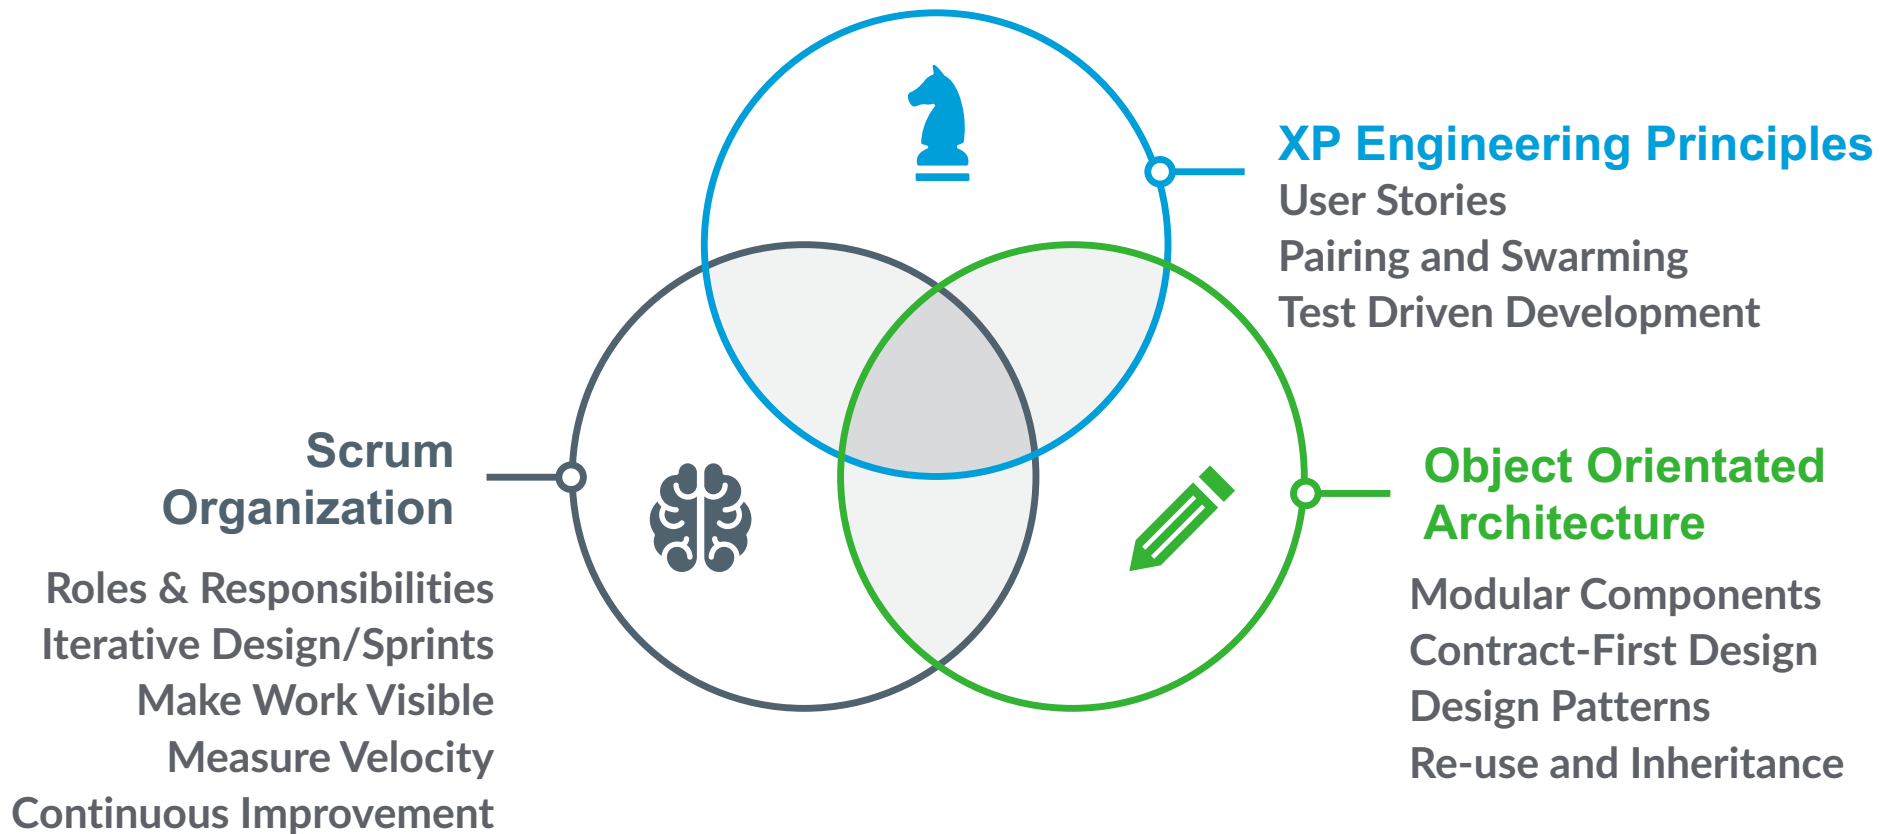 XP Engineering Principles
User Stories
Pairing and Swarming
Test Driven Development
Scrum
Organization
Roles & Responsibilities
Iterative Design/Sprints
Make Work Visible
Measure Velocity
Continuous Improvement
Object Orientated
Architecture
Modular Components
Contract-First Design
Design Patterns
Re-use and Inheritance